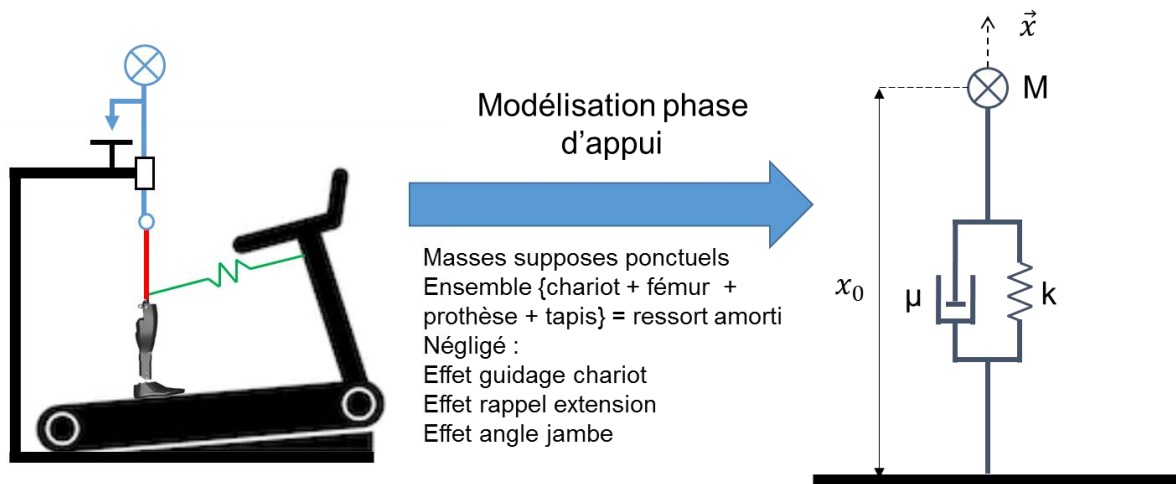 Modélisation phase
d'appui
Masses supposes ponctuels
Ensemble {chariot + fémur +
prothèse + tapis} = ressort amorti
Négligé :
Effet guidage chariot
Effet rappel extension
Effet angle jambe
x⃗
M
x₀
μ
k